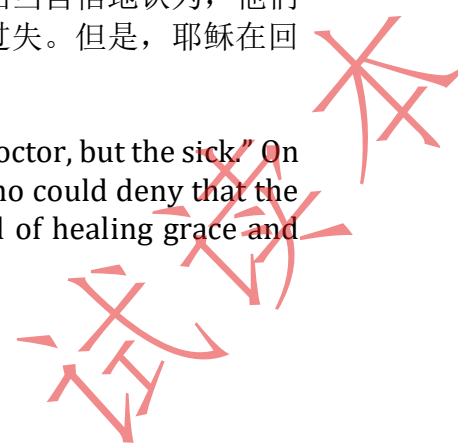 自信地认为，他们
过失。但是，耶稣在回
octor, but the sick.” On
ho could deny that the
of healing grace and
试读本